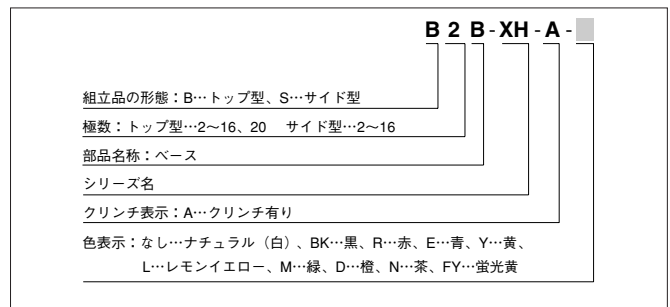 B 2 B - XH - A -
組立品の形態：B…トップ型、S…サイド型
極数：トップ型…2～16、20　サイド型…2～16
部品名称：ベース
シリーズ名
クリンチ表示：A…クリンチ有り
色表示：なし…ナチュラル（白）、BK…黒、R…赤、E…青、Y…黄、
L…レモンイエロー、M…緑、D…橙、N…茶、FY…蛍光黄